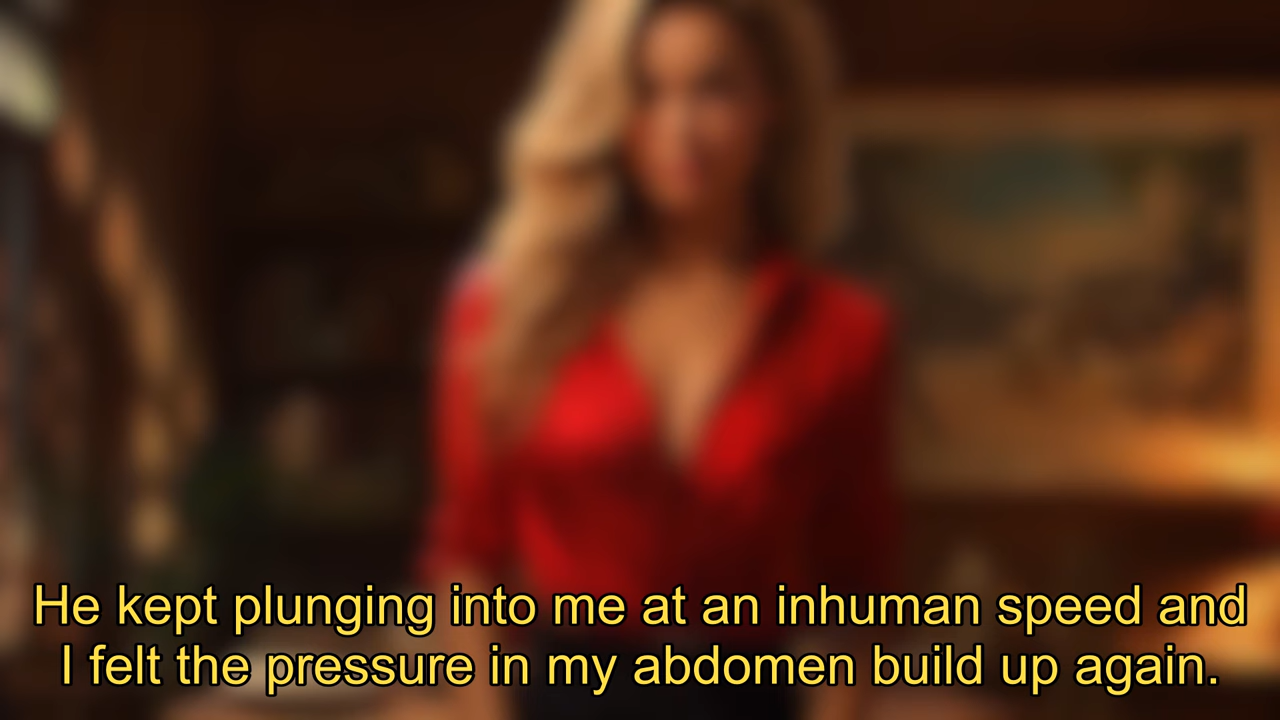 He kept plunging into me at an inhuman speed and
I felt the pressure in my abdomen build up again.